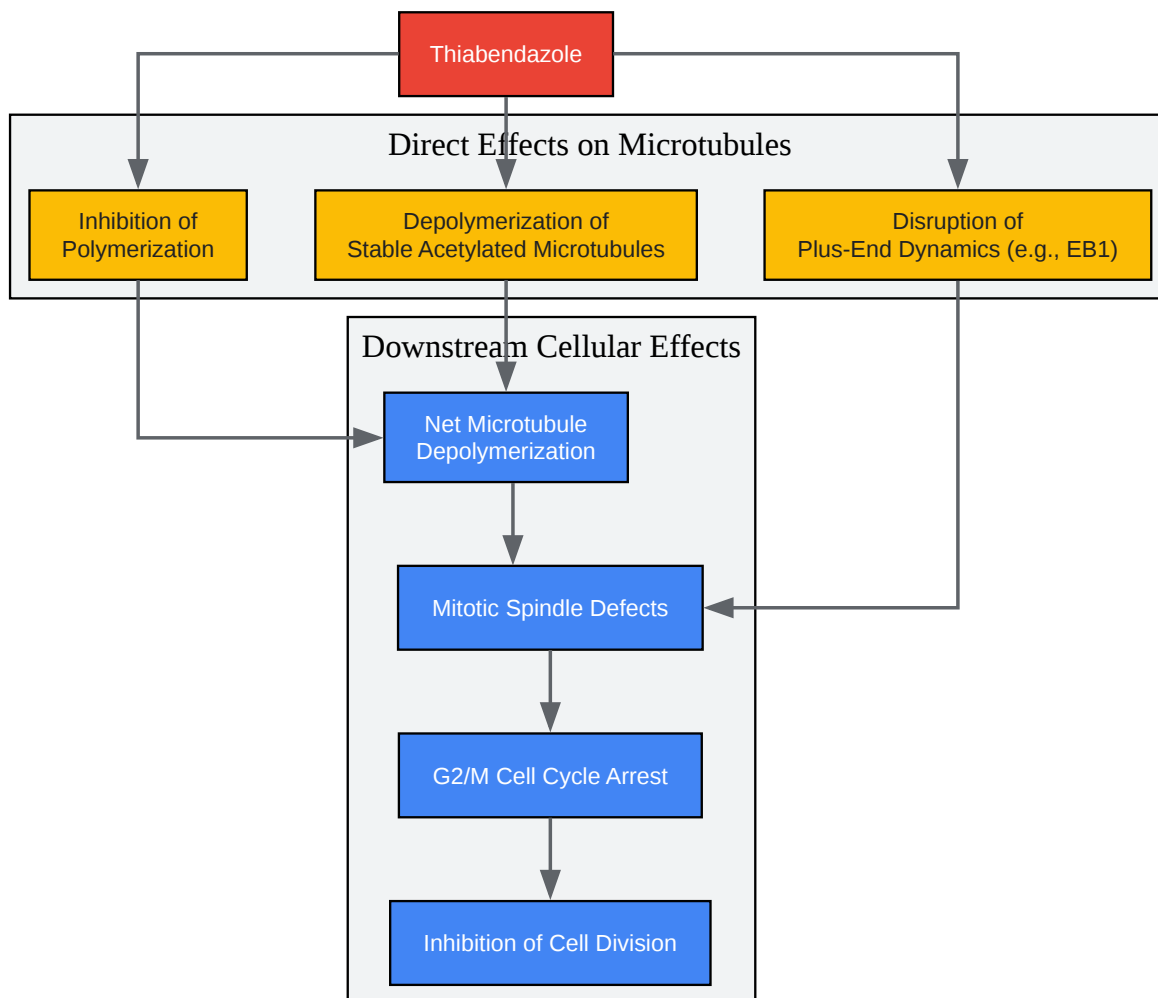 Thiabendazole
Direct Effects on Microtubules
Inhibition of
Polymerization
Depolymerization of
Stable Acetylated Microtubules
Disruption of
Plus-End Dynamics (e.g., EB1)
Downstream Cellular Effects
Net Microtubule
Depolymerization
Mitotic Spindle Defects
G2/M Cell Cycle Arrest
Inhibition of Cell Division